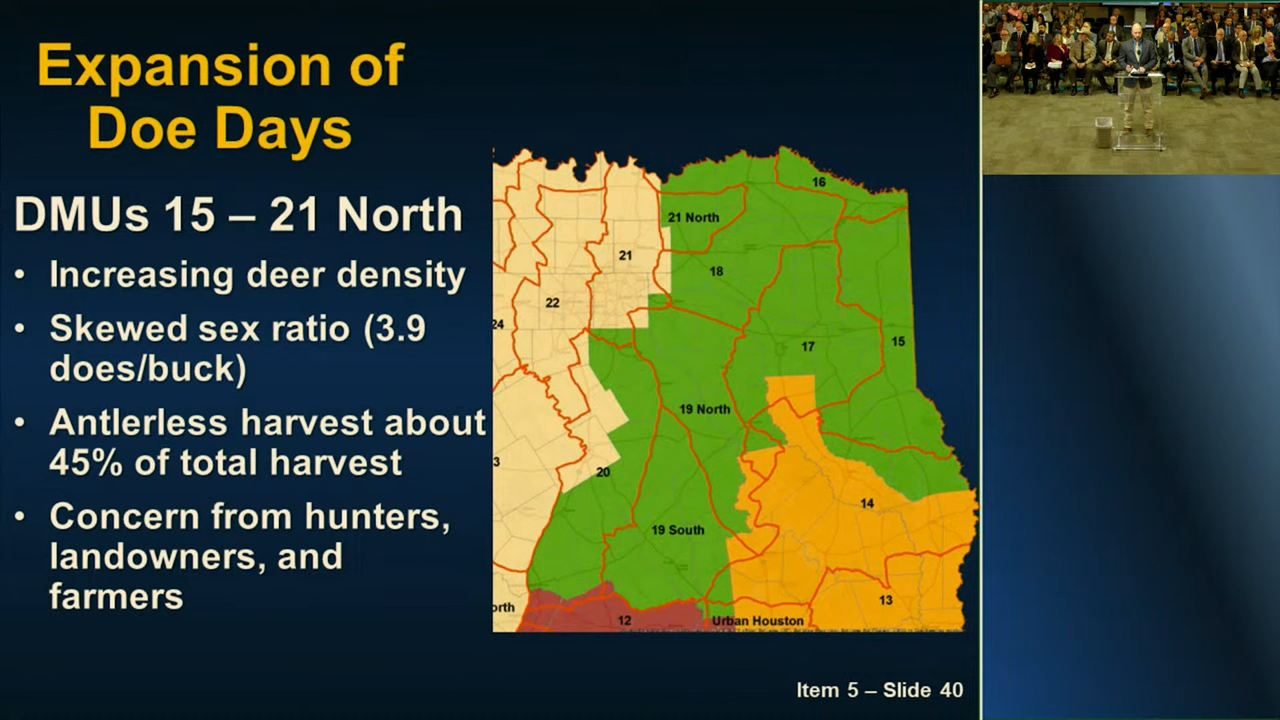 Expansion of
Doe Days
DMUs 15 – 21 North
• Increasing deer density
• Skewed sex ratio (3.9
does/buck)
• Antlerless harvest about
45% of total harvest
• Concern from hunters,
landowners, and
farmers
16
21 North
21
18
22
24
15
17
19 North
3
20
14
19 South
13
orth
12
Urban Houston
Item 5 – Slide 40